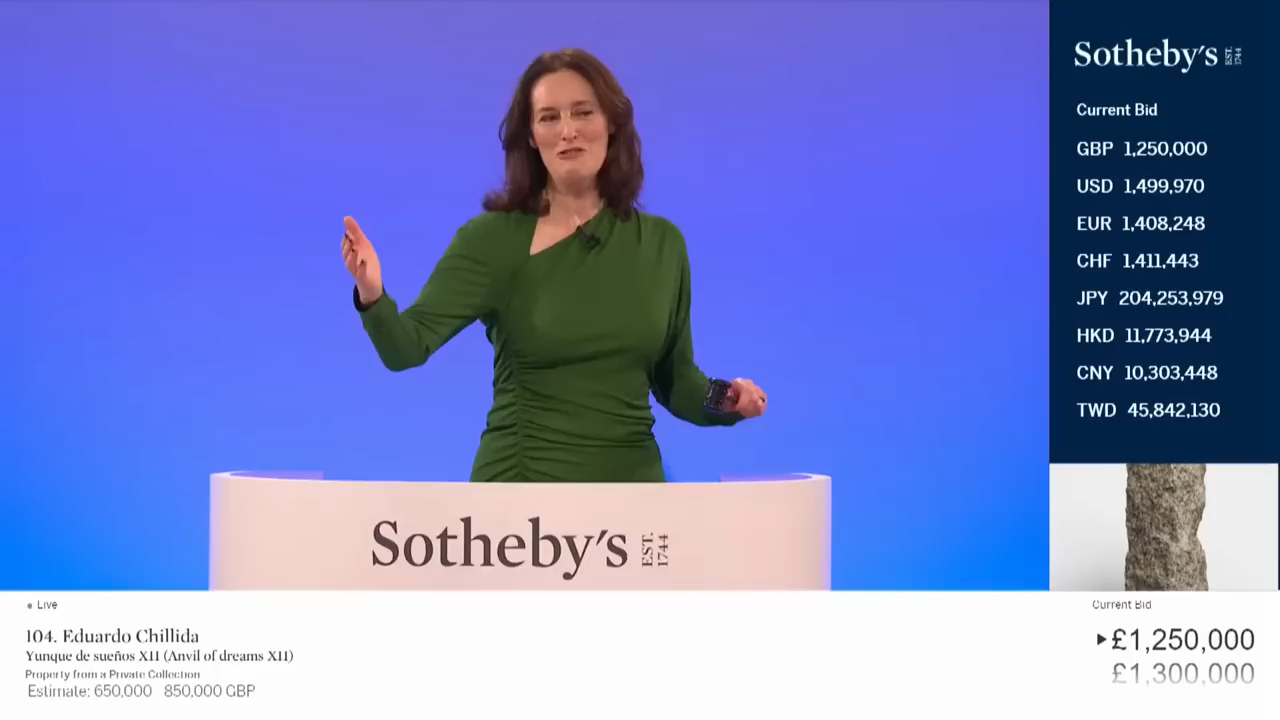 Sotheby's EST. 1744
Current Bid
GBP 1,250,000
USD 1,499,970
EUR 1,408,248
CHF 1,411,443
JPY 204,253,979
HKD 11,773,944
CNY 10,303,448
TWD 45,842,130
Sotheby's EST. 1744
Live
104. Eduardo Chillida
Yunque de sueños XII (Anvil of dreams XII)
Property from a Private Collection
Estimate: 650,000 850,000 GBP
Current Bid
£1,250,000
£1,300,000